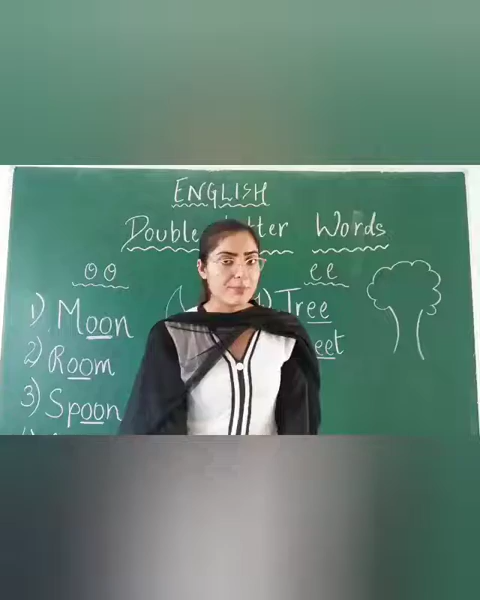 ENGLISH
Double Words
oo
ee
1) Moon
2) Room
3) Spoon
Tree